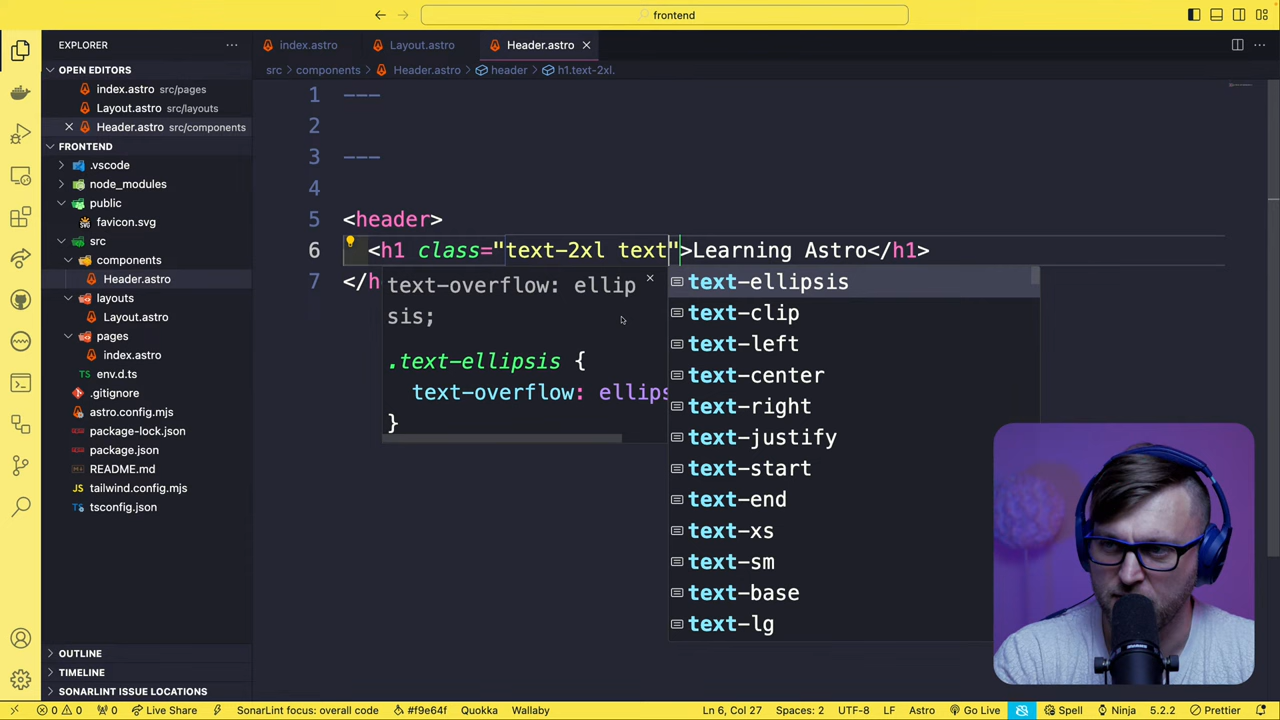 frontend
EXPLORER
index.astro
Layout.astro
Header.astro
OPEN EDITORS
index.astro src/pages
Layout.astro src/layouts
Header.astro src/components
FRONTEND
.vscode
node_modules
public
favicon.svg
src
components
Header.astro
layouts
Layout.astro
pages
index.astro
TS env.d.ts
.gitignore
astro.config.mjs
package-lock.json
package.json
README.md
JS tailwind.config.mjs
tsconfig.json
OUTLINE
TIMELINE
SONARLINT ISSUE LOCATIONS
src > components > Header.astro > header > h1.text-2xl.
1 ---
2
3 ---
4
5 <header>
6 <h1 class="text-2xl text">Learning Astro</h1>
7 </h
text-overflow: ellip
sis;
.text-ellipsis {
text-overflow: ellips
}
text-ellipsis
text-clip
text-left
text-center
text-right
text-justify
text-start
text-end
text-xs
text-sm
text-base
text-lg
0 0 0 Live Share SonarLint focus: overall code #f9e64f Quokka Wallaby Ln 6, Col 27 Spaces: 2 UTF-8 LF Astro Go Live Spell Ninja 5.2.2 Prettier